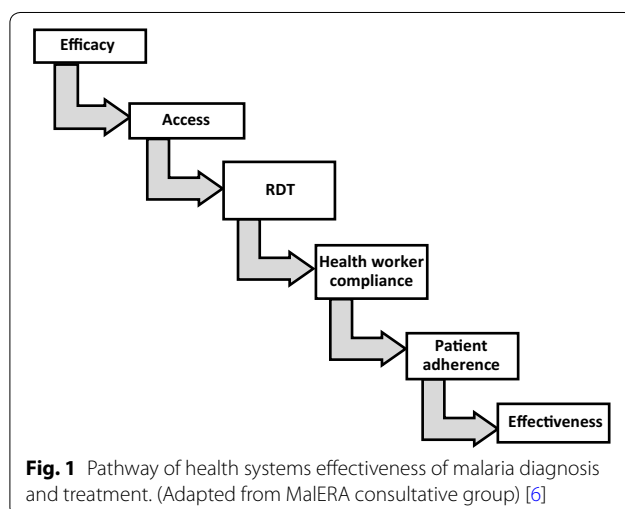 Efficacy
Access
RDT
Health worker
compliance
Patient
adherence
Effectiveness
Fig. 1 Pathway of health systems effectiveness of malaria diagnosis
and treatment. (Adapted from MalERA consultative group) [6]